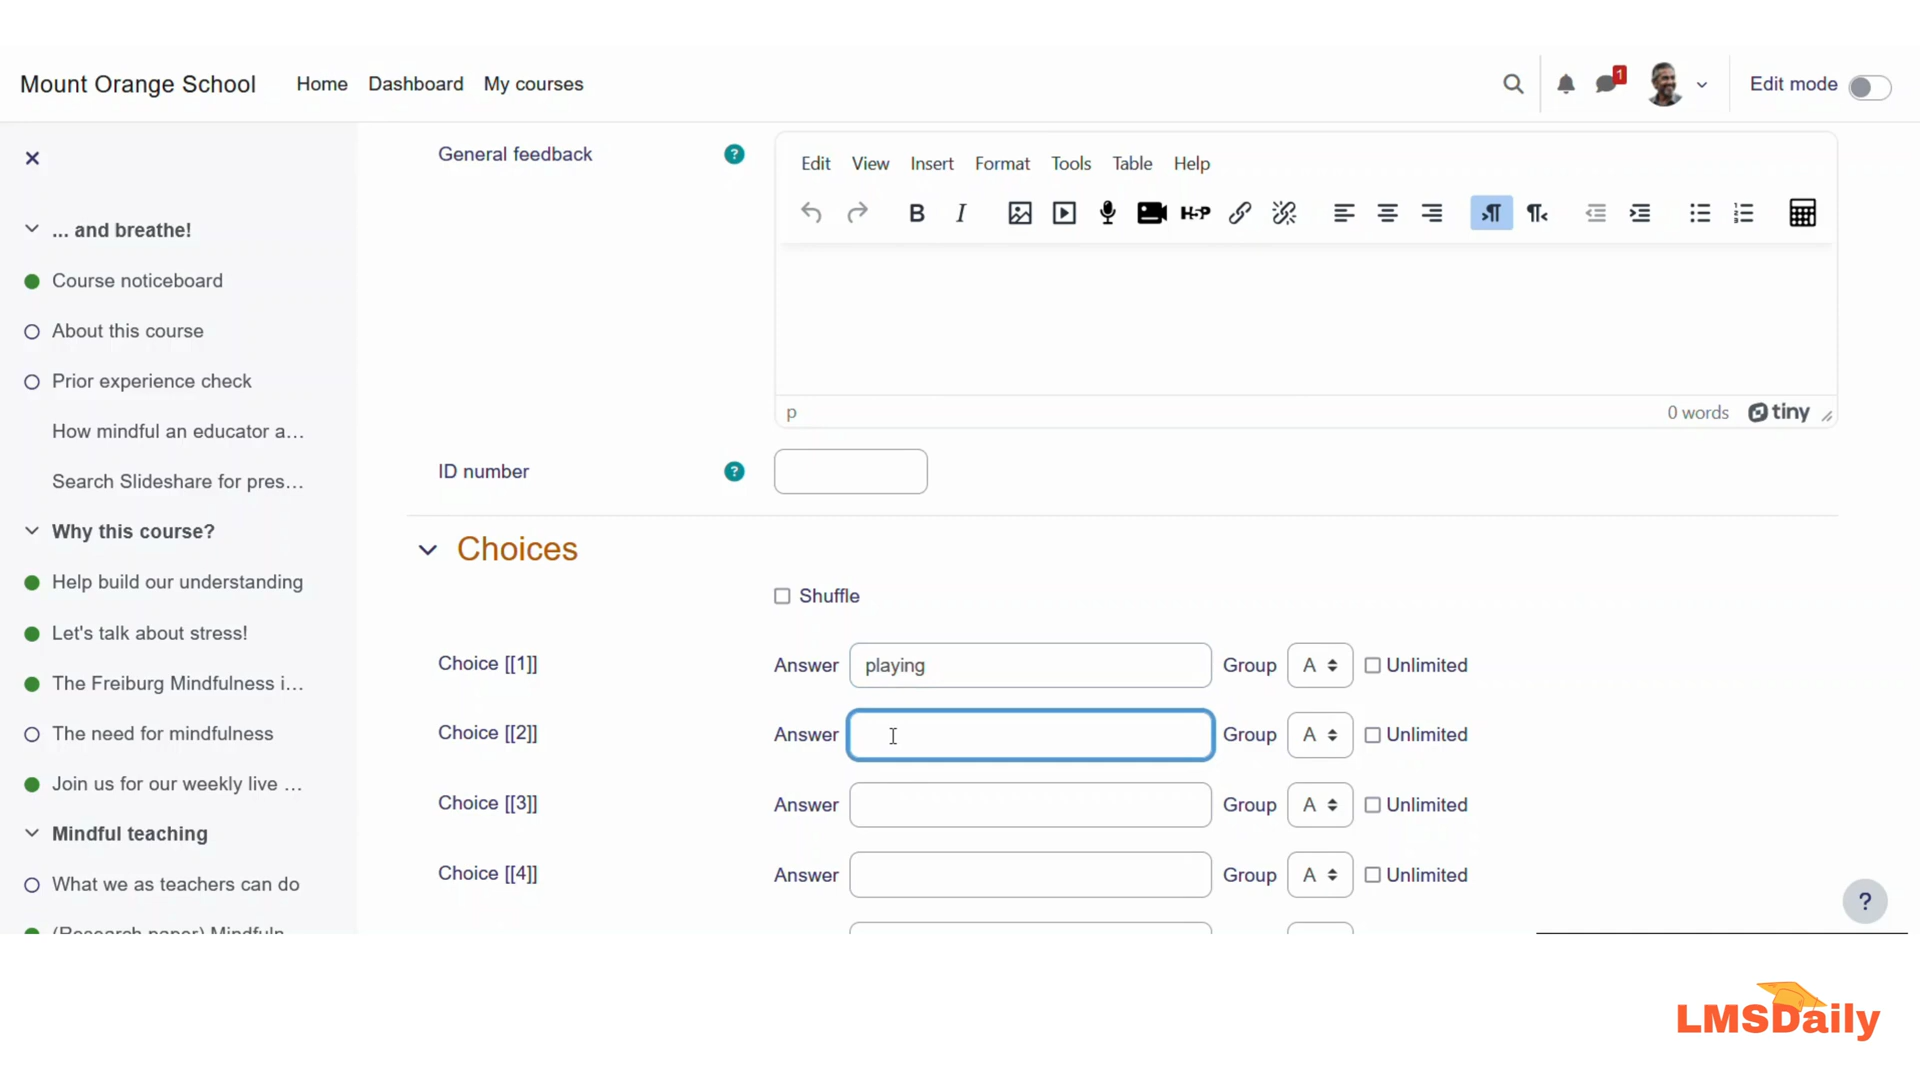 Mount Orange School Home Dashboard My courses 1 Edit mode
... and breathe!
Course noticeboard
About this course
Prior experience check
How mindful an educator a...
Search Slideshare for pres...
Why this course?
Help build our understanding
Let's talk about stress!
The Freiburg Mindfulness i...
The need for mindfulness
Join us for our weekly live ...
Mindful teaching
What we as teachers can do
(Research paper) Mindfuln
General feedback ?
Edit View Insert Format Tools Table Help
B I H-P
p 0 words tiny
ID number ?
Choices
Shuffle
Choice [[1]] Answer playing Group A Unlimited
Choice [[2]] Answer Group A Unlimited
Choice [[3]] Answer Group A Unlimited
Choice [[4]] Answer Group A Unlimited
?
LMSDaily